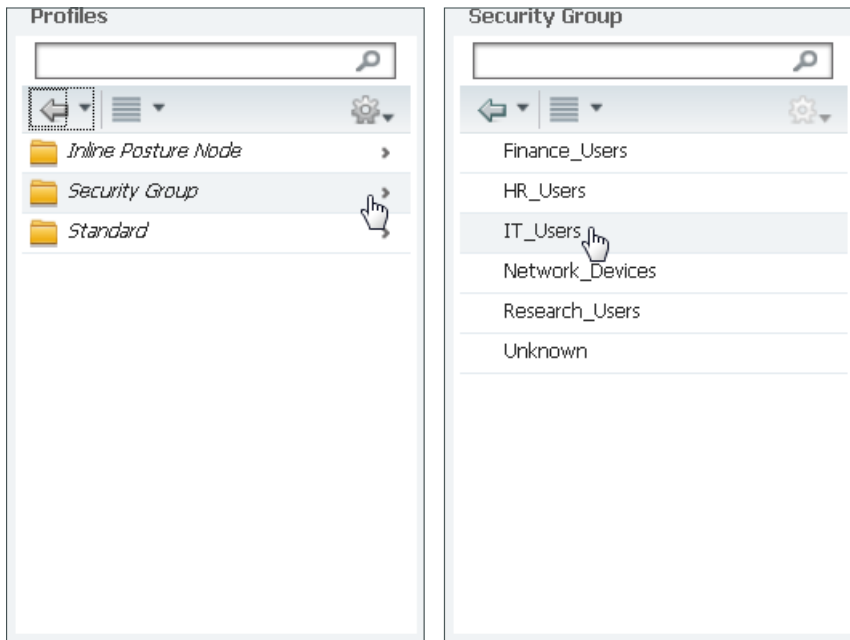 Profiles
Inline Posture Node
Security Group
Standard
Security Group
Finance_Users
HR_Users
IT_Users
Network_Devices
Research_Users
Unknown